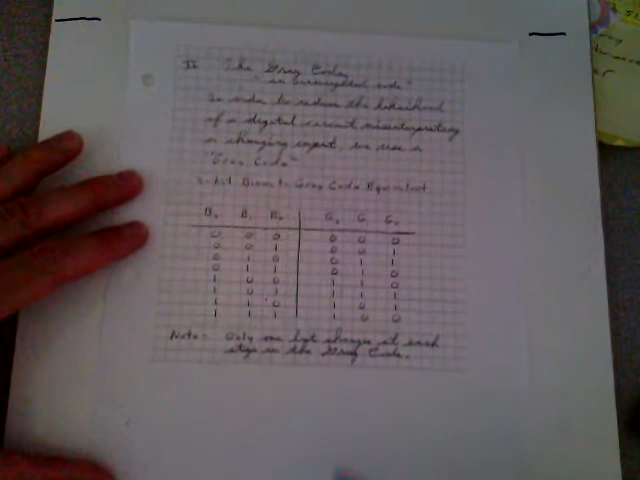 II The Gray Code,
an unweighted code"
In order to reduce the likelihood
of a digital circuit misinterpreting
a changing input, we use a
"Gray Code"
3-bit Binary to Gray Code Equivalent
B₂ B₁ B₀ G₂ G₁ G₀
0 0 0 0 0 0
0 0 1 0 0 1
0 1 0 0 1 1
0 1 1 0 1 0
1 0 0 1 1 0
1 0 1 1 1 1
1 1 0 1 0 1
1 1 1 1 0 0
Note: Only one bit changes at each
step in the Gray Code.